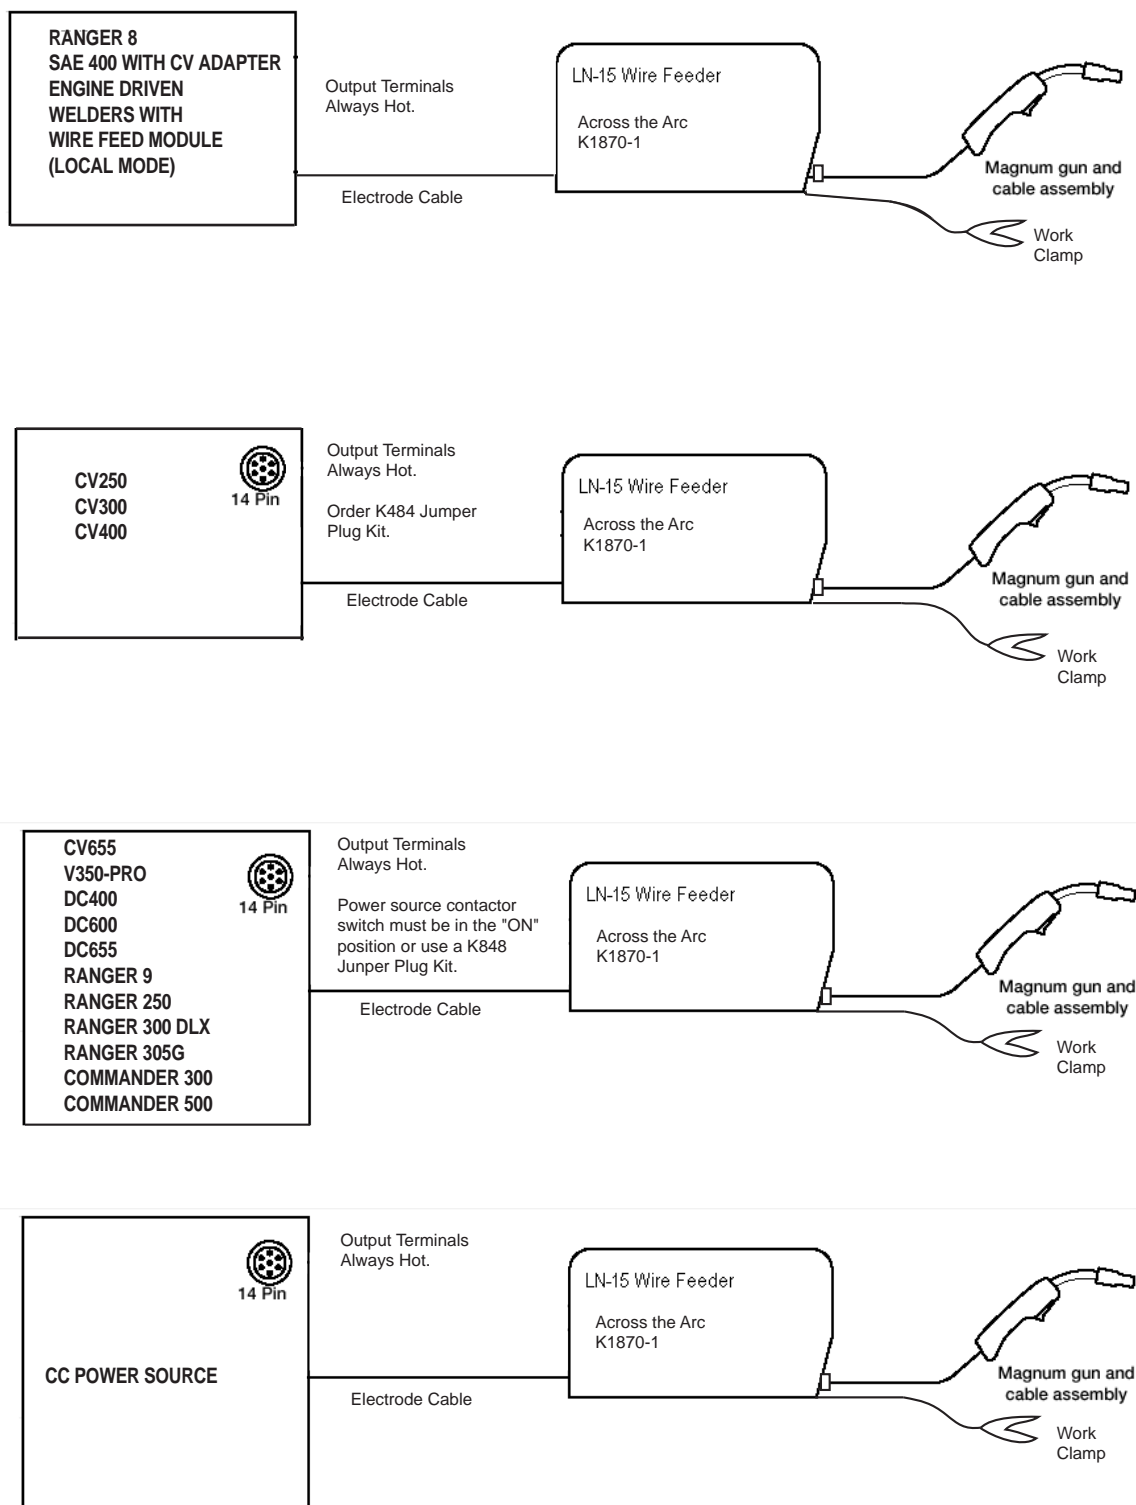 RANGER 8
SAE 400 WITH CV ADAPTER
ENGINE DRIVEN
WELDERS WITH
WIRE FEED MODULE
(LOCAL MODE)
Output Terminals
Always Hot.
Electrode Cable
LN-15 Wire Feeder
Across the Arc
K1870-1
Magnum gun and
cable assembly
Work
Clamp
CV250
CV300
CV400
14 Pin
Output Terminals
Always Hot.
Order K484 Jumper
Plug Kit.
Electrode Cable
LN-15 Wire Feeder
Across the Arc
K1870-1
Magnum gun and
cable assembly
Work
Clamp
CV655
V350-PRO
DC400
DC600
DC655
RANGER 9
RANGER 250
RANGER 300 DLX
RANGER 305G
COMMANDER 300
COMMANDER 500
14 Pin
Output Terminals
Always Hot.
Power source contactor
switch must be in the "ON"
position or use a K848
Junper Plug Kit.
Electrode Cable
LN-15 Wire Feeder
Across the Arc
K1870-1
Magnum gun and
cable assembly
Work
Clamp
CC POWER SOURCE
14 Pin
Output Terminals
Always Hot.
Electrode Cable
LN-15 Wire Feeder
Across the Arc
K1870-1
Magnum gun and
cable assembly
Work
Clamp